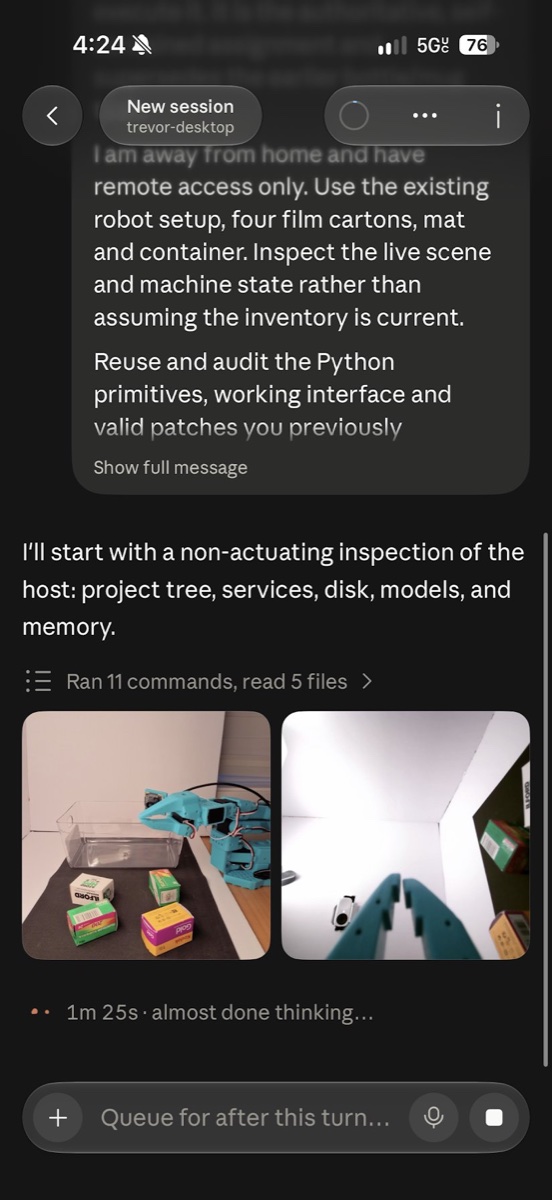 4:24
5G
76
New session
trevor-desktop
I am away from home and have
remote access only. Use the existing
robot setup, four film cartons, mat
and container. Inspect the live scene
and machine state rather than
assuming the inventory is current.
Reuse and audit the Python
primitives, working interface and
valid patches you previously
Show full message
I'll start with a non-actuating inspection of the
host: project tree, services, disk, models, and
memory.
Ran 11 commands, read 5 files
ILFORD
Gold
1m 25s · almost done thinking…
Queue for after this turn…